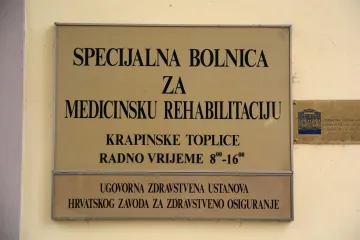 SPECIJALNA BOLNICA
ZA
MEDICINSKU REHABILITACIJU
KRAPINSKE TOPLICE
RADNO VRIJEME 8⁰⁰-16⁰⁰
UGOVORNA ZDRAVSTVENA USTANOVA
HRVATSKOG ZAVODA ZA ZDRAVSTVENO OSIGURANJE